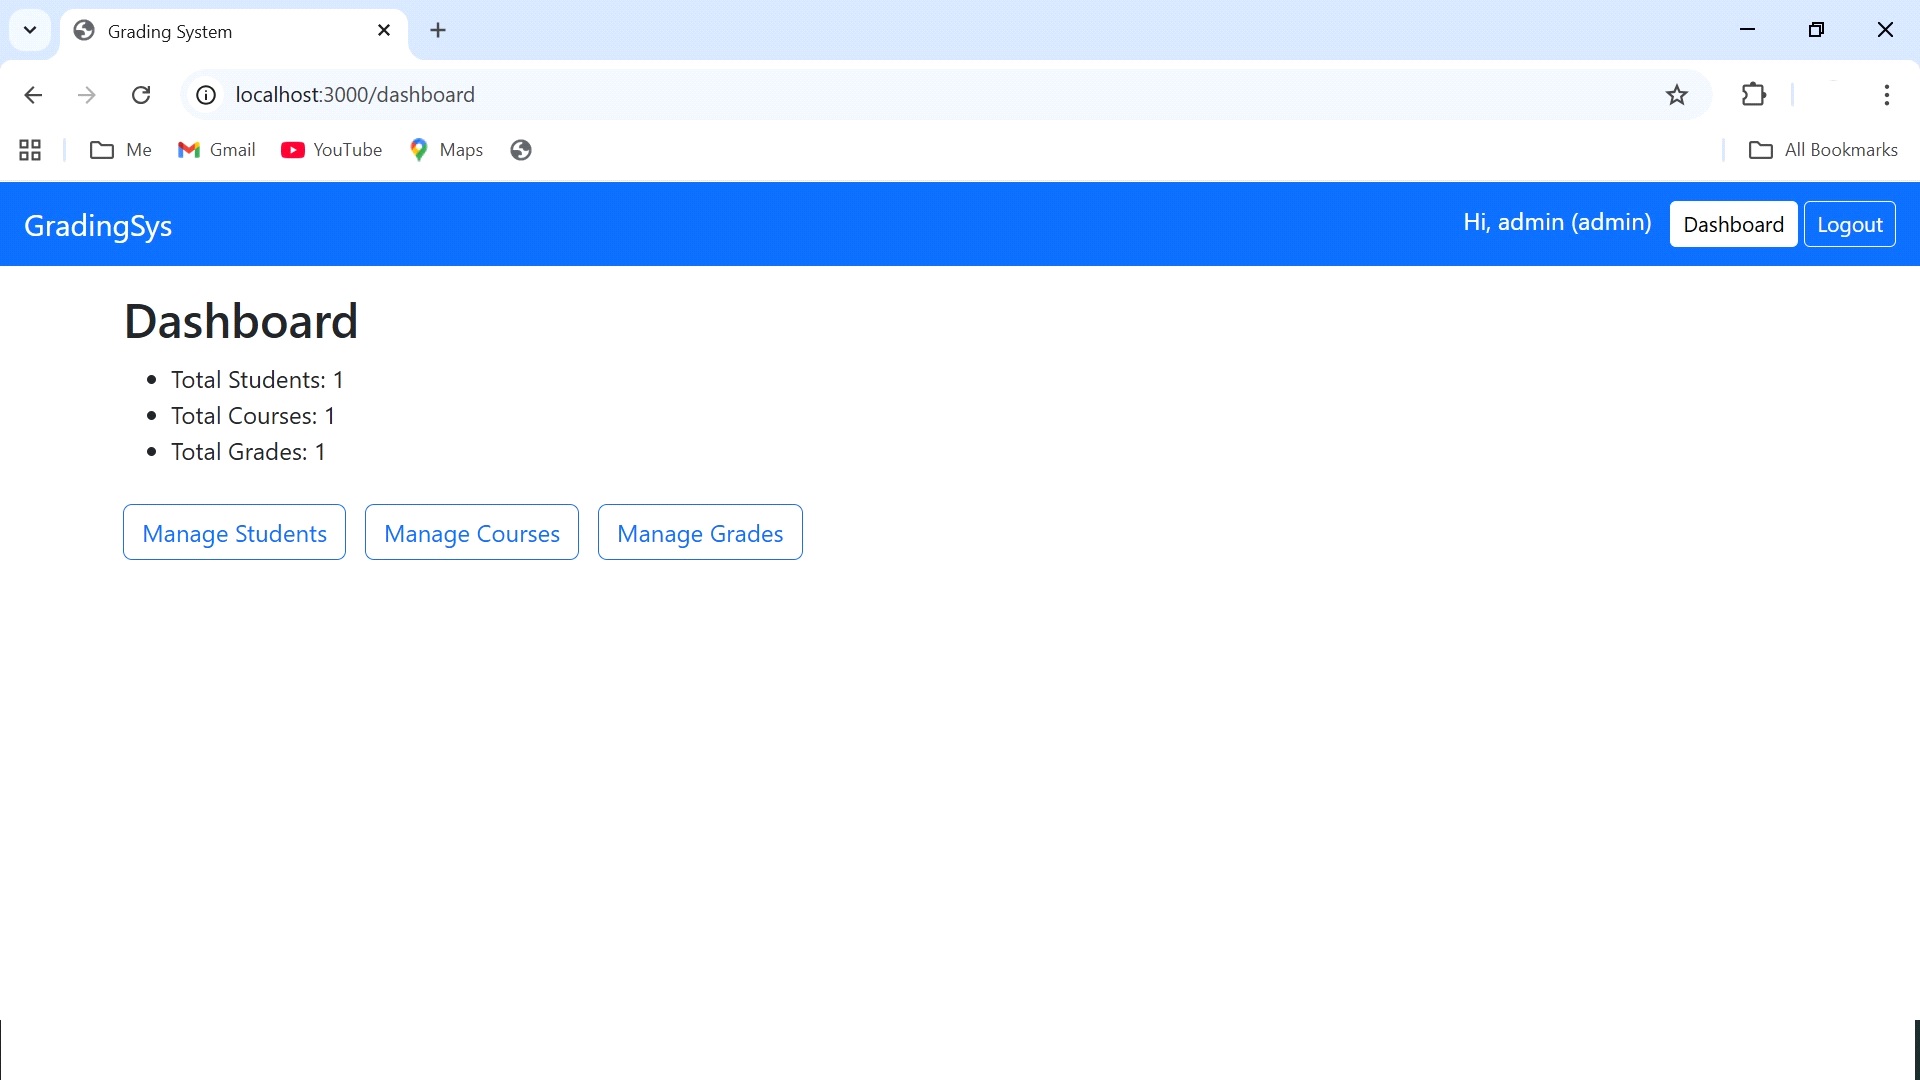 Grading System
localhost:3000/dashboard
Me Gmail YouTube Maps All Bookmarks
GradingSys Hi, admin (admin) Dashboard Logout
Dashboard
Total Students: 1
Total Courses: 1
Total Grades: 1
Manage Students Manage Courses Manage Grades